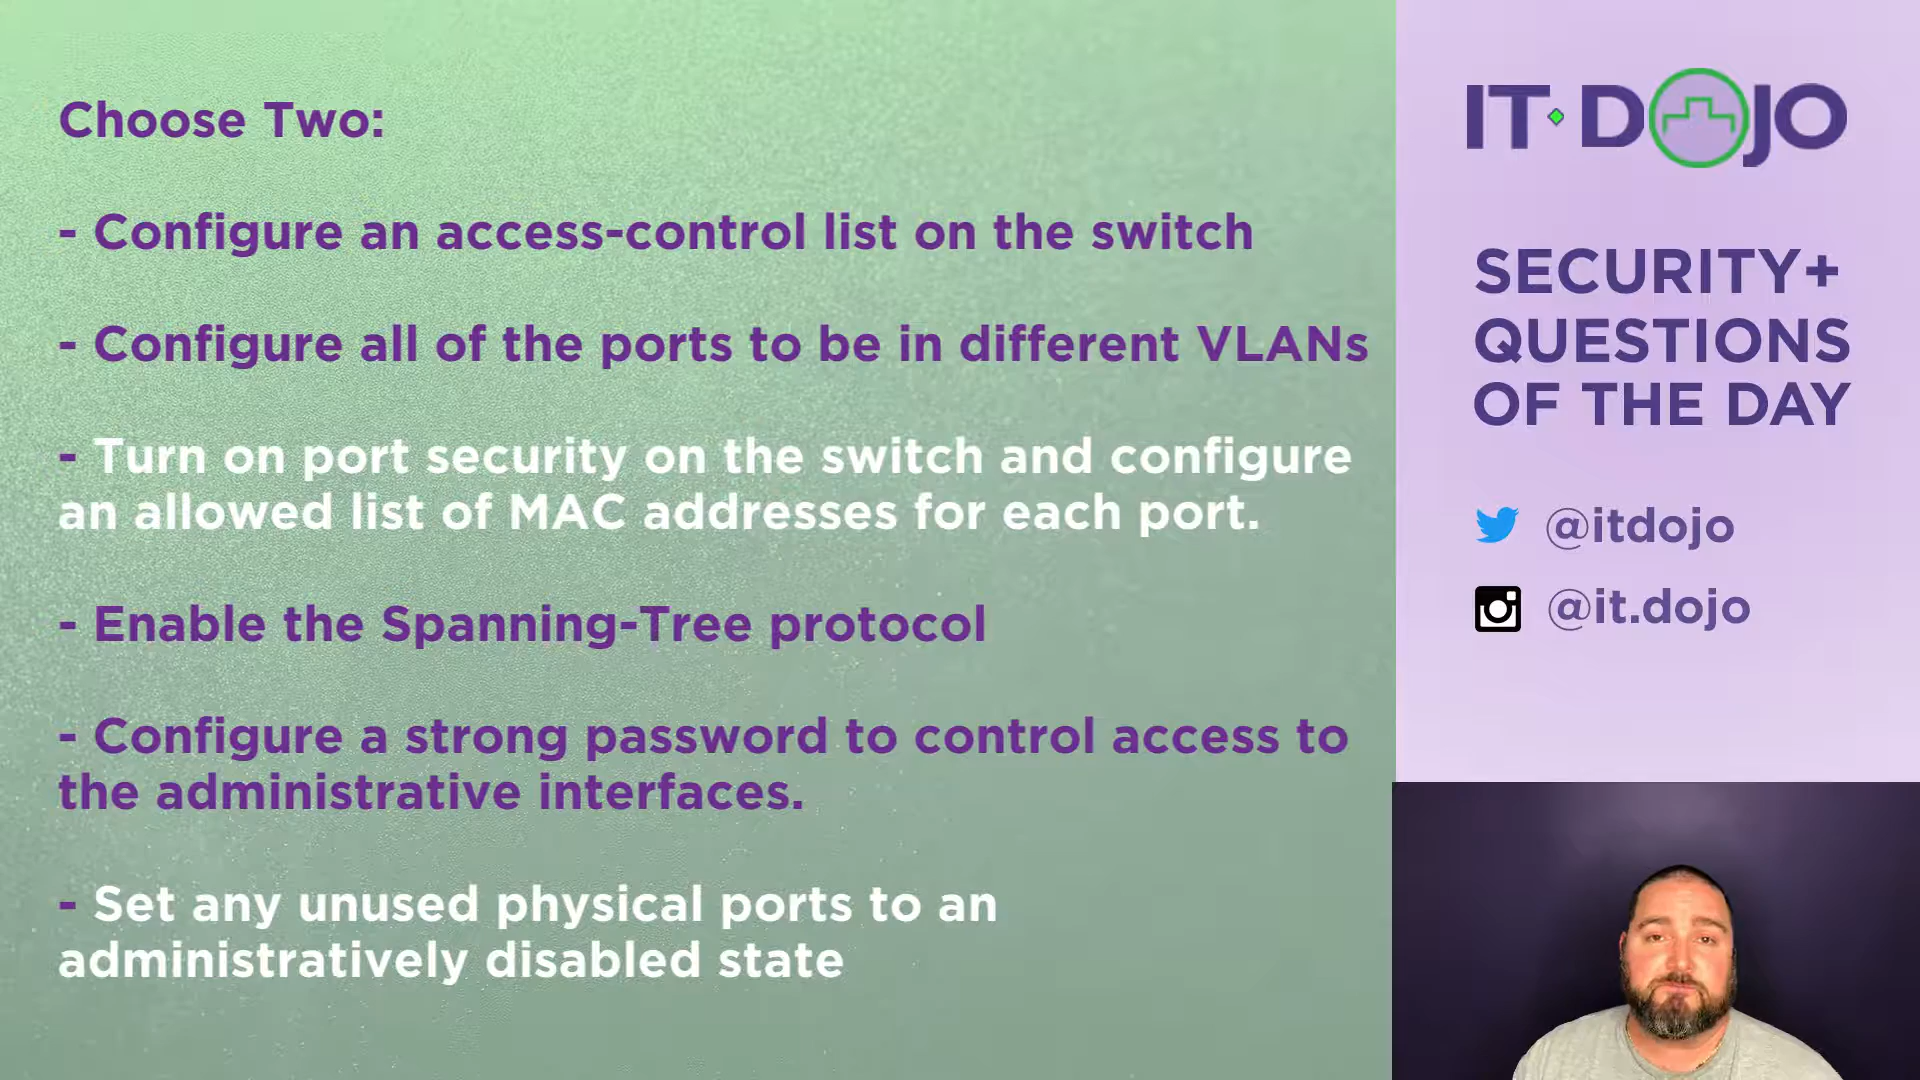 Choose Two:
- Configure an access-control list on the switch
- Configure all of the ports to be in different VLANs
- Turn on port security on the switch and configure
an allowed list of MAC addresses for each port.
- Enable the Spanning-Tree protocol
- Configure a strong password to control access to
the administrative interfaces.
- Set any unused physical ports to an
administratively disabled state
IT DOJO
SECURITY+
QUESTIONS
OF THE DAY
@itdojo
@it.dojo